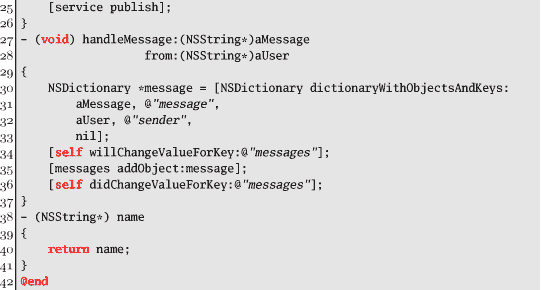 25     [service publish];
26 }
27 - (void) handleMessage:(NSString*)aMessage
28                   from:(NSString*)aUser
29 {
30     NSDictionary *message = [NSDictionary dictionaryWithObjectsAndKeys:
31         aMessage, @"message",
32         aUser, @"sender",
33         nil];
34     [self willChangeValueForKey:@"messages"];
35     [messages addObject:message];
36     [self didChangeValueForKey:@"messages"];
37 }
38 - (NSString*) name
39 {
40     return name;
41 }
42 @end